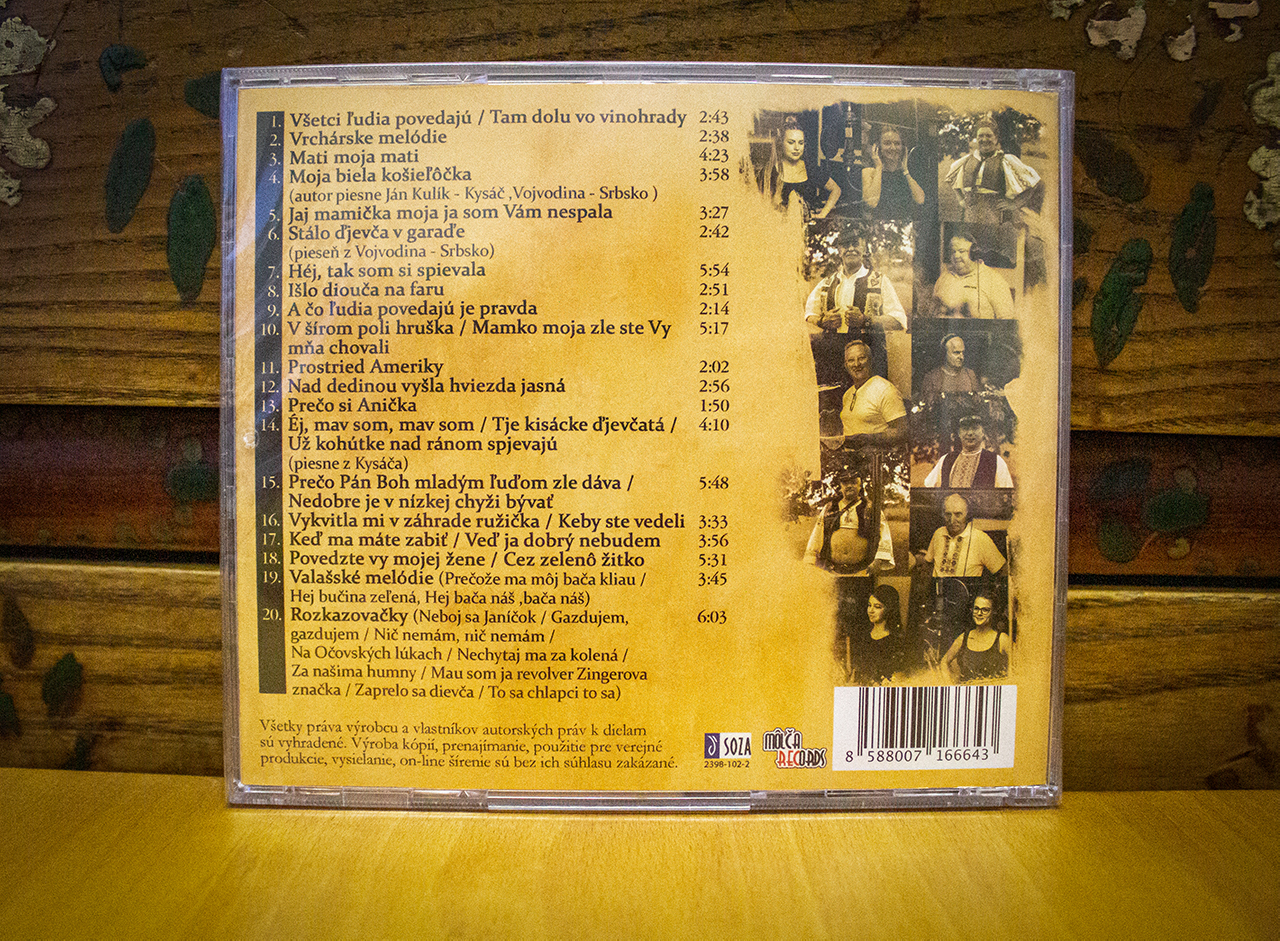 1. Všetci ľudia povedajú / Tam dolu vo vinohrady 2:43
2. Vrchárske melódie 2:38
3. Mati moja mati 4:23
4. Moja biela košieľôčka 3:58
(autor piesne Ján Kulík - Kysáč ,Vojvodina - Srbsko )
5. Jaj mamička moja ja som Vám nespala 3:27
6. Stálo ďjevča v garaďe 2:42
(pieseň z Vojvodina - Srbsko)
7. Héj, tak som si spievala 5:54
8. Išlo diouča na faru 2:51
9. A čo ľudia povedajú je pravda 2:14
10. V šírom poli hruška / Mamko moja zle ste Vy 5:17
mňa chovali
11. Prostried Ameriky 2:02
12. Nad dedinou vyšla hviezda jasná 2:56
13. Prečo si Anička 1:50
14. Éj, mav som, mav som / Tje kisácke ďjevčatá / 4:10
Už kohútke nad ránom spjevajú
(piesne z Kysáča)
15. Prečo Pán Boh mladým ľuďom zle dáva / 5:48
Nedobre je v nízkej chyži bývať
16. Vykvitla mi v záhrade ružička / Keby ste vedeli 3:33
17. Keď ma máte zabiť / Veď ja dobrý nebudem 3:56
18. Povedzte vy mojej žene / Cez zelenô žitko 5:31
19. Valašské melódie (Prečože ma môj bača kliau / 3:45
Hej bučina zeľená, Hej bača náš ,bača náš)
20. Rozkazovačky (Neboj sa Janíčok / Gazdujem, 6:03
gazdujem / Nič nemám, nič nemám /
Na Očovských lúkach / Nechytaj ma za kolená /
Za našima humny / Mau som ja revolver Zingerova
značka / Zaprelo sa dievča / To sa chlapci to sa)
Všetky práva výrobcu a vlastníkov autorských práv k dielam
sú vyhradené. Výroba kópií, prenajímanie, použitie pre verejné
produkcie, vysielanie, on-line šírenie sú bez ich súhlasu zakázané.
SOZA
2398-102-2
MÔLČA
RECORDS
8 588007 166643